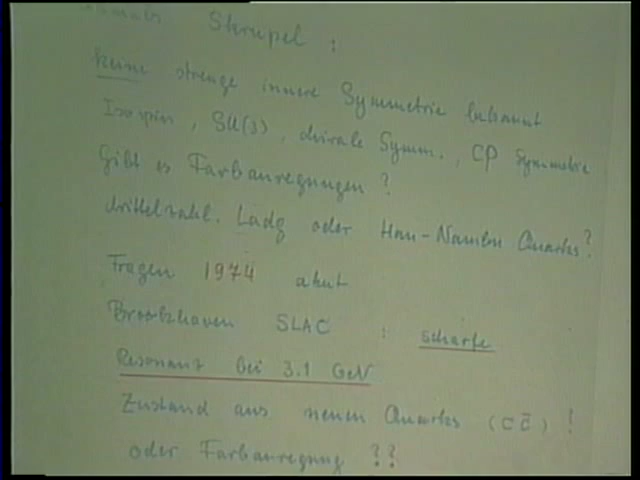 Skrupel :
keine strenge innere Symmetrie bekannt
Isospin, SU(3), chirale Symm., CP Symmetrie
Gibt es Farbanregungen ?
drittelzahl. Ladg oder Han-Nambu Quarks ?
Fragen 1974 akut
Brookhaven SLAC : scharfe
Resonanz bei 3.1 GeV
Zustand aus neuen Quarks (cc̄) !
oder Farbanregung ??